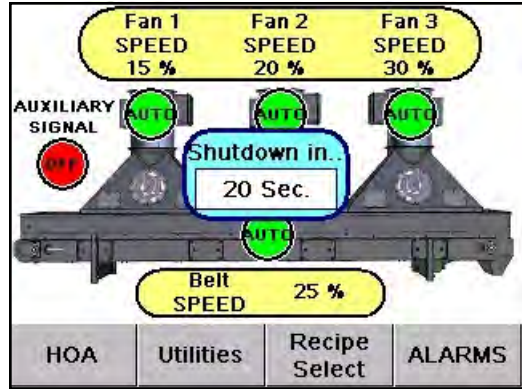 Fan 1
SPEED
15 %
Fan 2
SPEED
20 %
Fan 3
SPEED
30 %
AUXILIARY
SIGNAL
OFF
AUTO
AUTO
AUTO
Shutdown in..
20 Sec.
AUTO
Belt
SPEED
25 %
HOA
Utilities
Recipe
Select
ALARMS